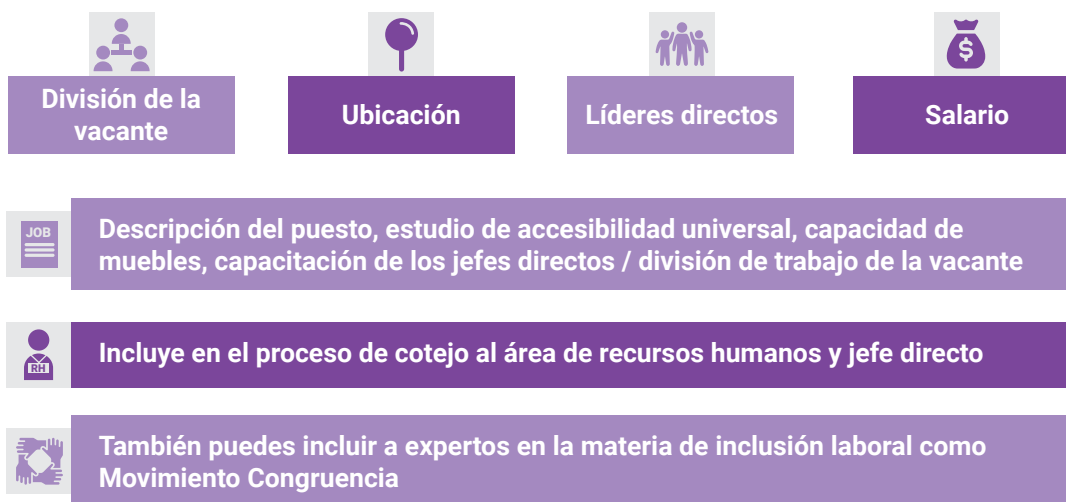 División de la
vacante
Ubicación
Líderes directos
$
Salario
JOB
Descripción del puesto, estudio de accesibilidad universal, capacidad de
muebles, capacitación de los jefes directos / división de trabajo de la vacante
RH
Incluye en el proceso de cotejo al área de recursos humanos y jefe directo
También puedes incluir a expertos en la materia de inclusión laboral como
Movimiento Congruencia